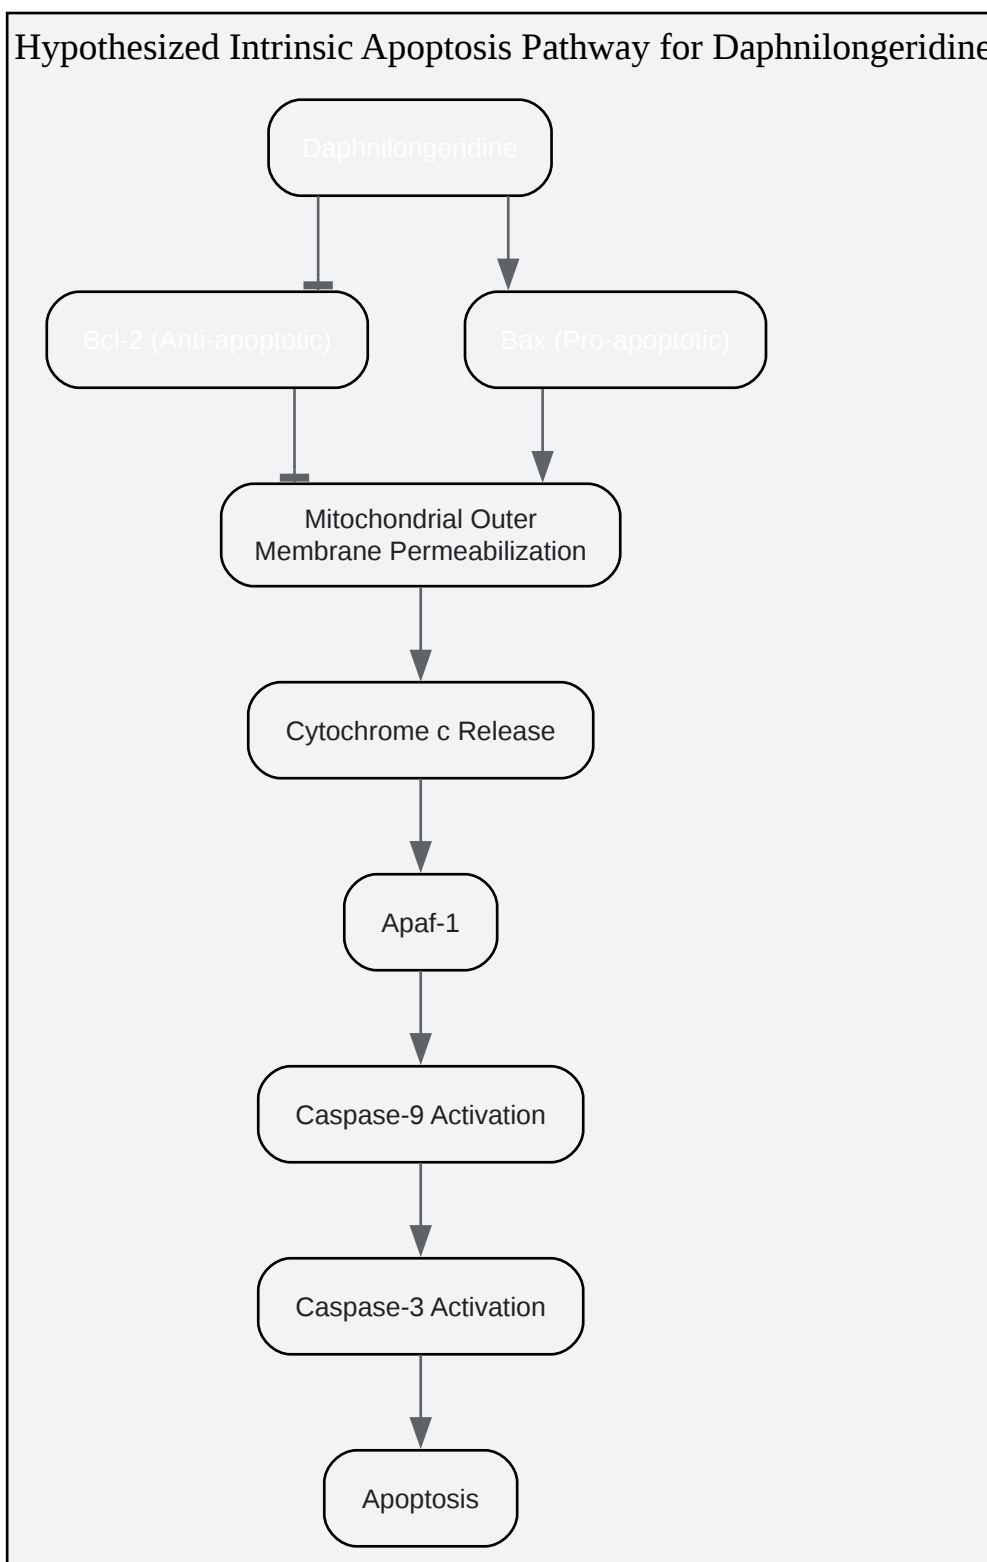 Hypothesized Intrinsic Apoptosis Pathway for Daphnilongeridine
Daphnilongeridine
Bcl-2 (Anti-apoptotic)
Bax (Pro-apoptotic)
Mitochondrial Outer
Membrane Permeabilization
Cytochrome c Release
Apaf-1
Caspase-9 Activation
Caspase-3 Activation
Apoptosis